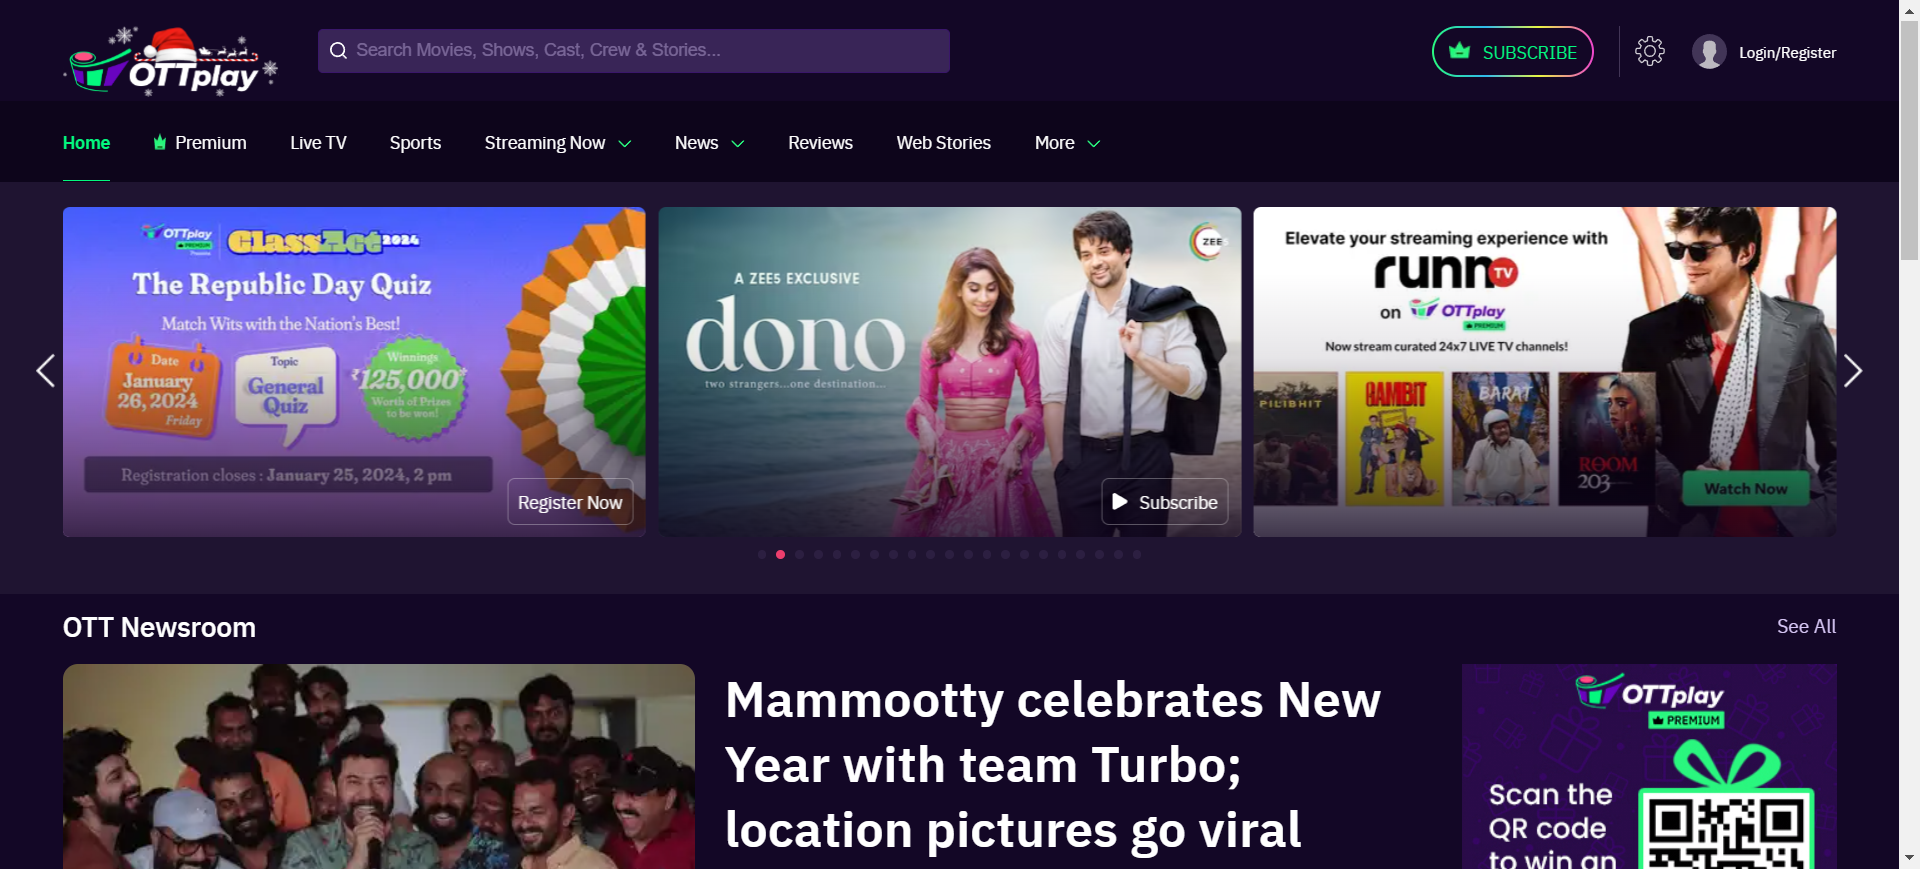 OTTplay
Search Movies, Shows, Cast, Crew & Stories...
SUBSCRIBE
Login/Register
Home
Premium
Live TV
Sports
Streaming Now
News
Reviews
Web Stories
More
OTTplay
PREMIUM
Presents
ClassAct 2024
The Republic Day Quiz
Match Wits with the Nation's Best!
Date
January
26, 2024
Friday
Topic
General
Quiz
Winnings
₹125,000*
Worth of Prizes
to be won!
Registration closes : January 25, 2024, 2 pm
Register Now
ZEE5
A ZEE5 EXCLUSIVE
dono
two strangers...one destination...
Subscribe
Elevate your streaming experience with
runn TV
on OTTplay
PREMIUM
Now stream curated 24x7 LIVE TV channels!
PILIBHIT
GAMBIT
BARAT
ROOM
203
Watch Now
OTT Newsroom
See All
Mammootty celebrates New
Year with team Turbo;
location pictures go viral
OTTplay
PREMIUM
Scan the
QR code
to win an